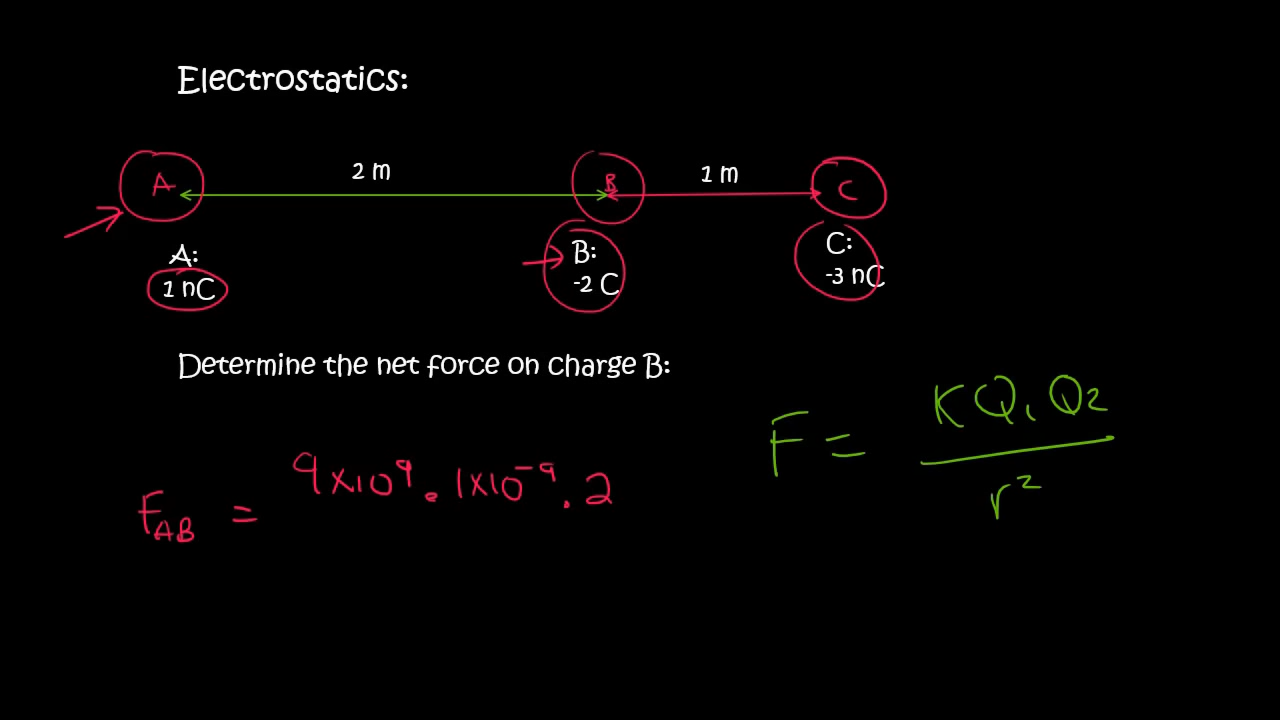 Electrostatics:
A 2 m B 1 m C
A: B: C:
1 nC -2 C -3 nC
Determine the net force on charge B:
F = KQ₁Q₂
r²
F_AB = 9x10⁹ . 1x10⁻⁹ . 2